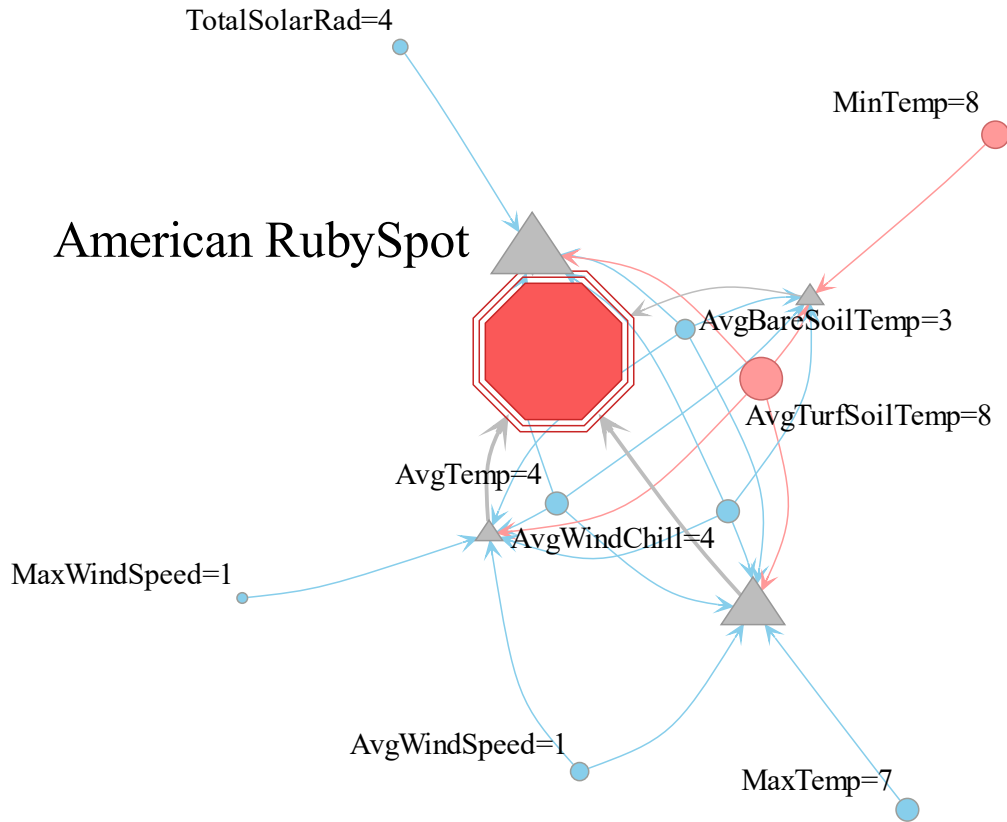 TotalSolarRad=4
MinTemp=8
American RubySpot
AvgBareSoilTemp=3
AvgTurfSoilTemp=8
AvgTemp=4
AvgWindChill=4
MaxWindSpeed=1
AvgWindSpeed=1
MaxTemp=7